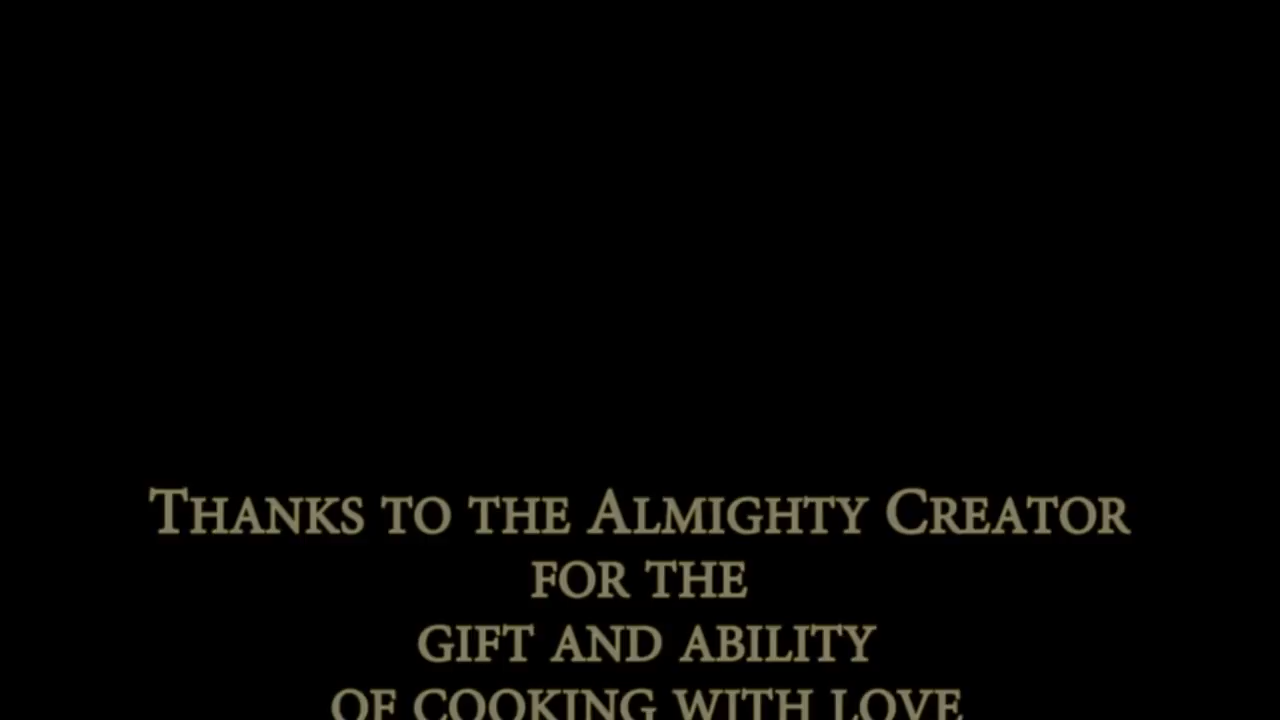 Thanks to the Almighty Creator
for the
gift and ability
of cooking with love